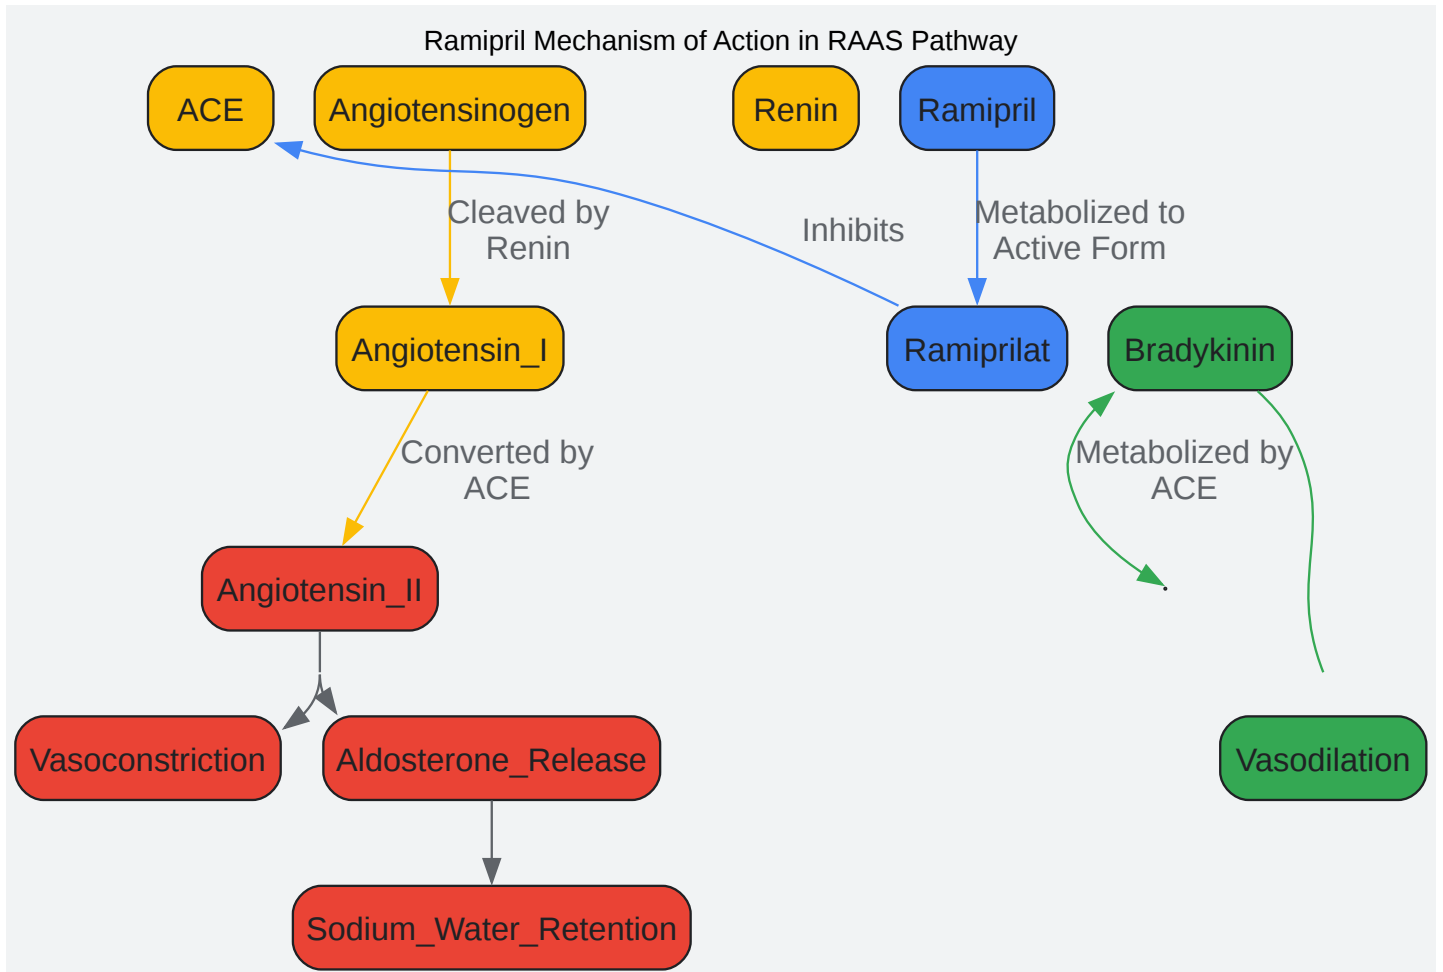 Ramipril Mechanism of Action in RAAS Pathway
ACE
Angiotensinogen
Renin
Ramipril
Cleaved by
Renin
Inhibits
Metabolized to
Active Form
Angiotensin_I
Ramiprilat
Bradykinin
Converted by
ACE
Metabolized by
ACE
Angiotensin_II
Vasoconstriction
Aldosterone_Release
Vasodilation
Sodium_Water_Retention